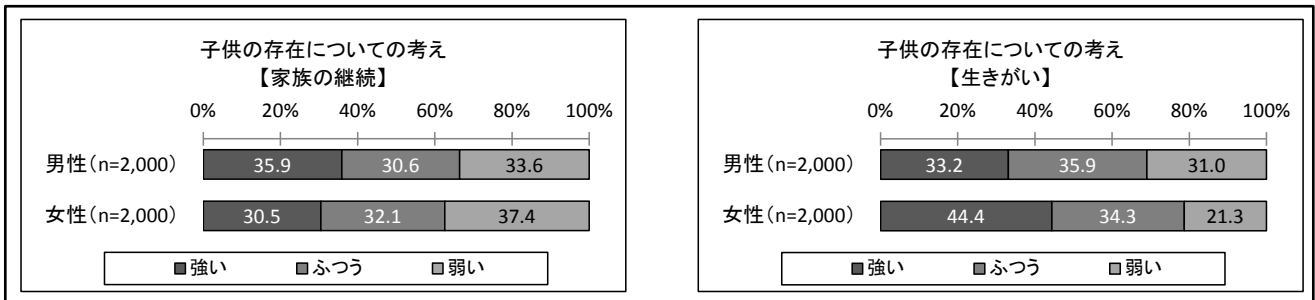 子供の存在についての考え
【家族の継続】
0% 20% 40% 60% 80% 100%
男性(n=2,000) 35.9 30.6 33.6
女性(n=2,000) 30.5 32.1 37.4
■強い ■ふつう ■弱い
子供の存在についての考え
【生きがい】
0% 20% 40% 60% 80% 100%
男性(n=2,000) 33.2 35.9 31.0
女性(n=2,000) 44.4 34.3 21.3
■強い ■ふつう ■弱い